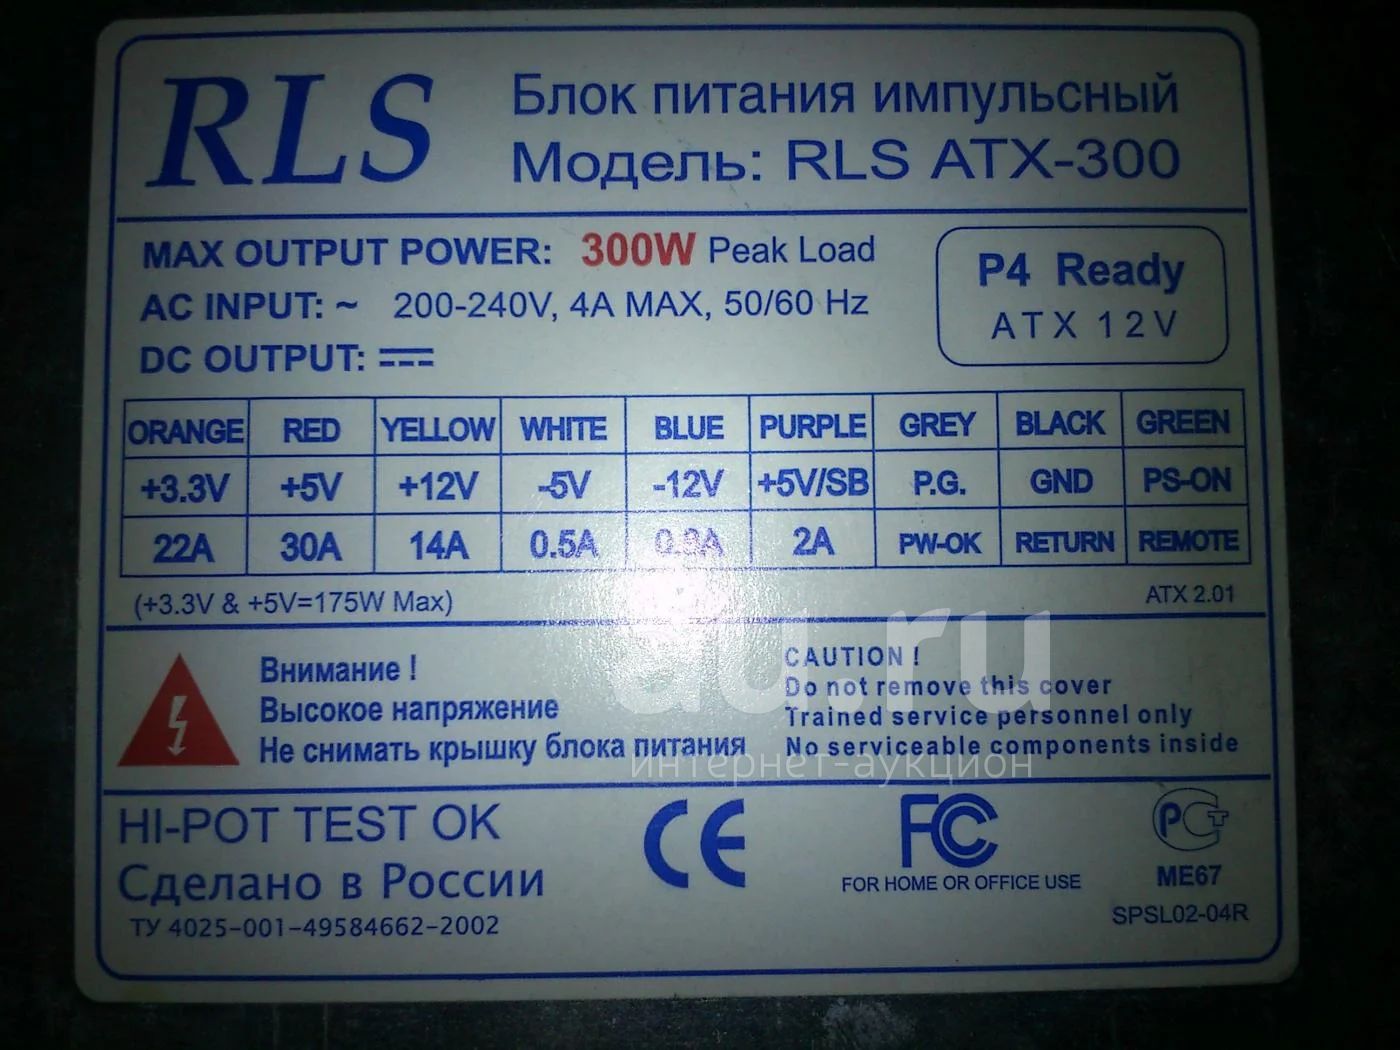 RLS
Блок питания импульсный
Модель: RLS ATX-300
MAX OUTPUT POWER: 300W Peak Load
AC INPUT: ~ 200-240V, 4A MAX, 50/60 Hz
DC OUTPUT:
P4 Ready
ATX 12V
ORANGE RED YELLOW WHITE BLUE PURPLE GREY BLACK GREEN
+3.3V +5V +12V -5V -12V +5V/SB P.G. GND PS-ON
22A 30A 14A 0.5A 2A PW-OK RETURN REMOTE
(+3.3V & +5V=175W Max)
ATX 2.01
Внимание !
Высокое напряжение
Не снимать крышку блока питания
CAUTION !
Do not remove this cover
Trained service personnel only
No serviceable components inside
au.ru
интернет-аукцион
HI-POT TEST OK
Сделано в России
ТУ 4025-001-49584662-2002
CE
FC
FOR HOME OR OFFICE USE
РСТ
ME67
SPSL02-04R